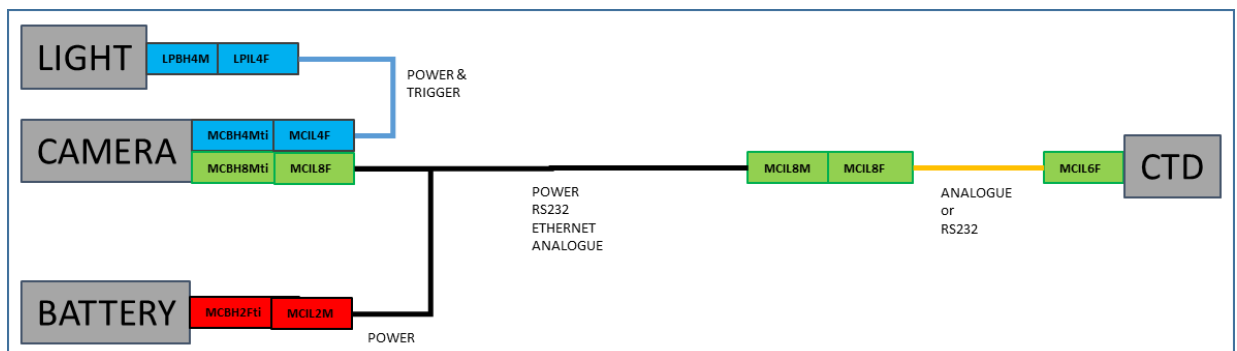 LIGHT
LPBH4M
LPIL4F
POWER &
TRIGGER
CAMERA
MCBH4Mti
MCIL4F
MCBH8Mti
MCIL8F
MCIL8M
MCIL8F
MCIL6F
CTD
POWER
RS232
ETHERNET
ANALOGUE
ANALOGUE
or
RS232
BATTERY
MCBH2Fti
MCIL2M
POWER